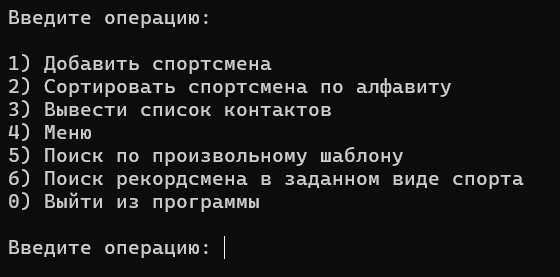 Введите операцию:
1) Добавить спортсмена
2) Сортировать спортсмена по алфавиту
3) Вывести список контактов
4) Меню
5) Поиск по произвольному шаблону
6) Поиск рекордсмена в заданном виде спорта
0) Выйти из программы
Введите операцию: